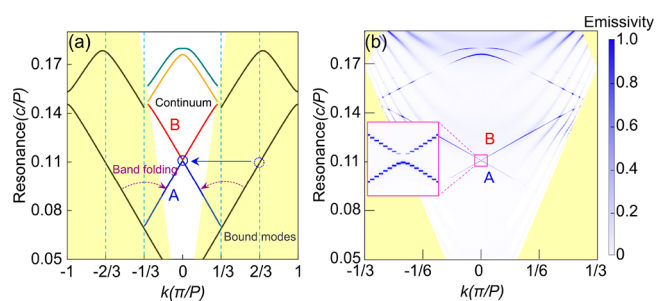 (a)
Resonance(c/P)
0.17
0.14
0.11
0.08
0.05
Continuum
B
A
Band folding
Bound modes
-1
-2/3
-1/3
0
1/3
2/3
1
k(π/P)
(b)
Resonance(c/P)
0.17
0.14
0.11
0.08
0.05
B
A
-1/3
-1/6
0
1/6
1/3
k(π/P)
Emissivity
1.0
0.8
0.6
0.4
0.2
0